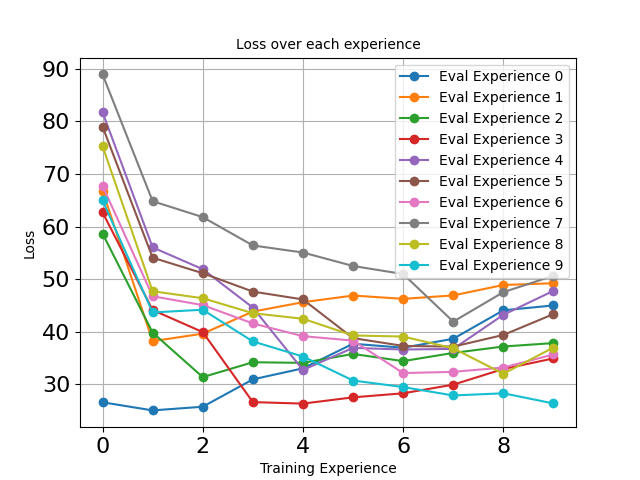 Loss over each experience
90
80
70
60
50
40
30
Loss
0
2
4
6
8
Training Experience
Eval Experience 0
Eval Experience 1
Eval Experience 2
Eval Experience 3
Eval Experience 4
Eval Experience 5
Eval Experience 6
Eval Experience 7
Eval Experience 8
Eval Experience 9